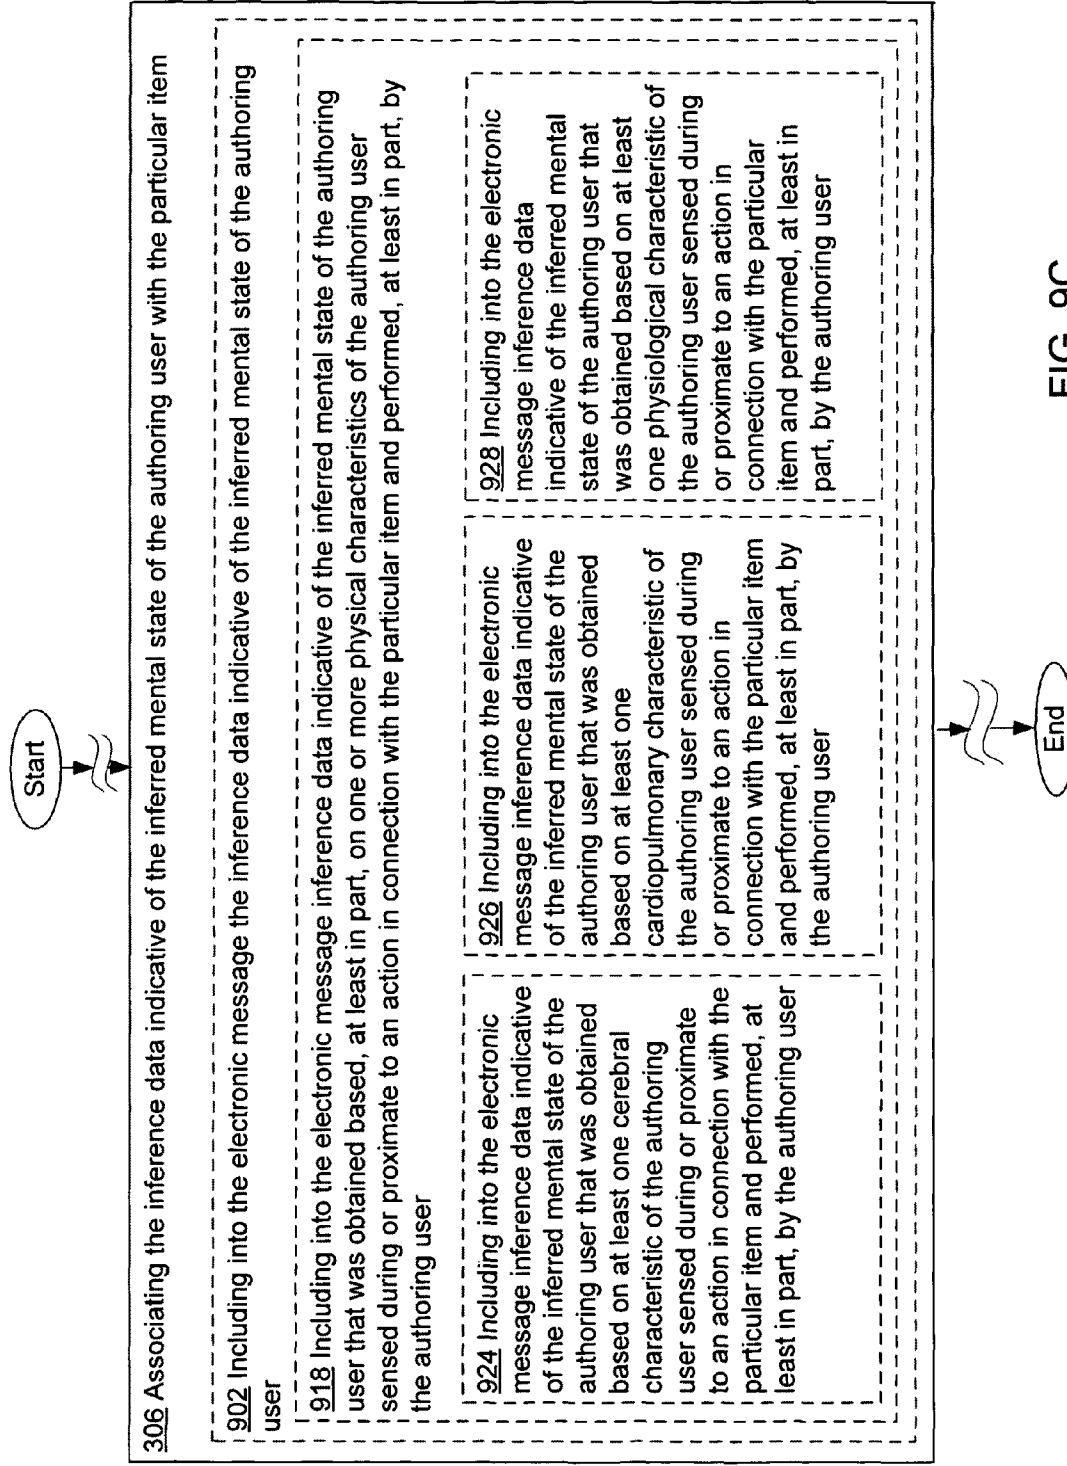 Start
306 Associating the inference data indicative of the inferred mental state of the authoring user with the particular item
902 Including into the electronic message the inference data indicative of the inferred mental state of the authoring
user
918 Including into the electronic message inference data indicative of the inferred mental state of the authoring
user that was obtained based, at least in part, on one or more physical characteristics of the authoring user
sensed during or proximate to an action in connection with the particular item and performed, at least in part, by
the authoring user
924 Including into the electronic
message inference data indicative
of the inferred mental state of the
authoring user that was obtained
based on at least one cerebral
characteristic of the authoring
user sensed during or proximate
to an action in connection with the
particular item and performed, at
least in part, by the authoring user
926 Including into the electronic
message inference data indicative
of the inferred mental state of the
authoring user that was obtained
based on at least one
cardiopulmonary characteristic of
the authoring user sensed during
or proximate to an action in
connection with the particular item
and performed, at least in part, by
the authoring user
928 Including into the electronic
message inference data
indicative of the inferred mental
state of the authoring user that
was obtained based on at least
one physiological characteristic of
the authoring user sensed during
or proximate to an action in
connection with the particular
item and performed, at least in
part, by the authoring user
End
FIG. 9C